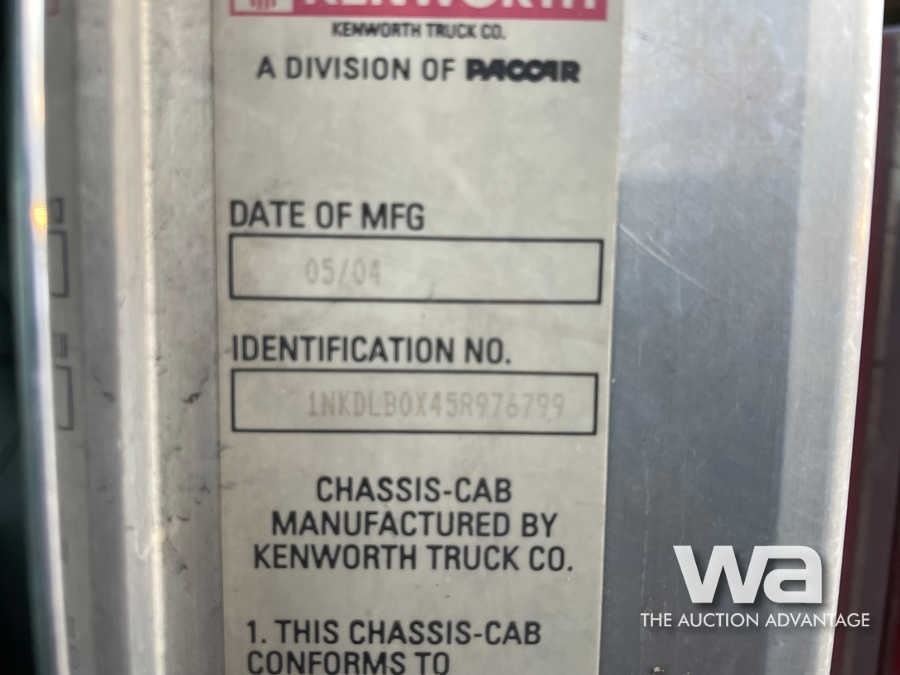 KENWORTH
KENWORTH TRUCK CO.
A DIVISION OF PACCAR
DATE OF MFG
05/04
IDENTIFICATION NO.
1NKDLB0X45R976799
CHASSIS-CAB
MANUFACTURED BY
KENWORTH TRUCK CO.
1. THIS CHASSIS-CAB
CONFORMS TO
wa
THE AUCTION ADVANTAGE